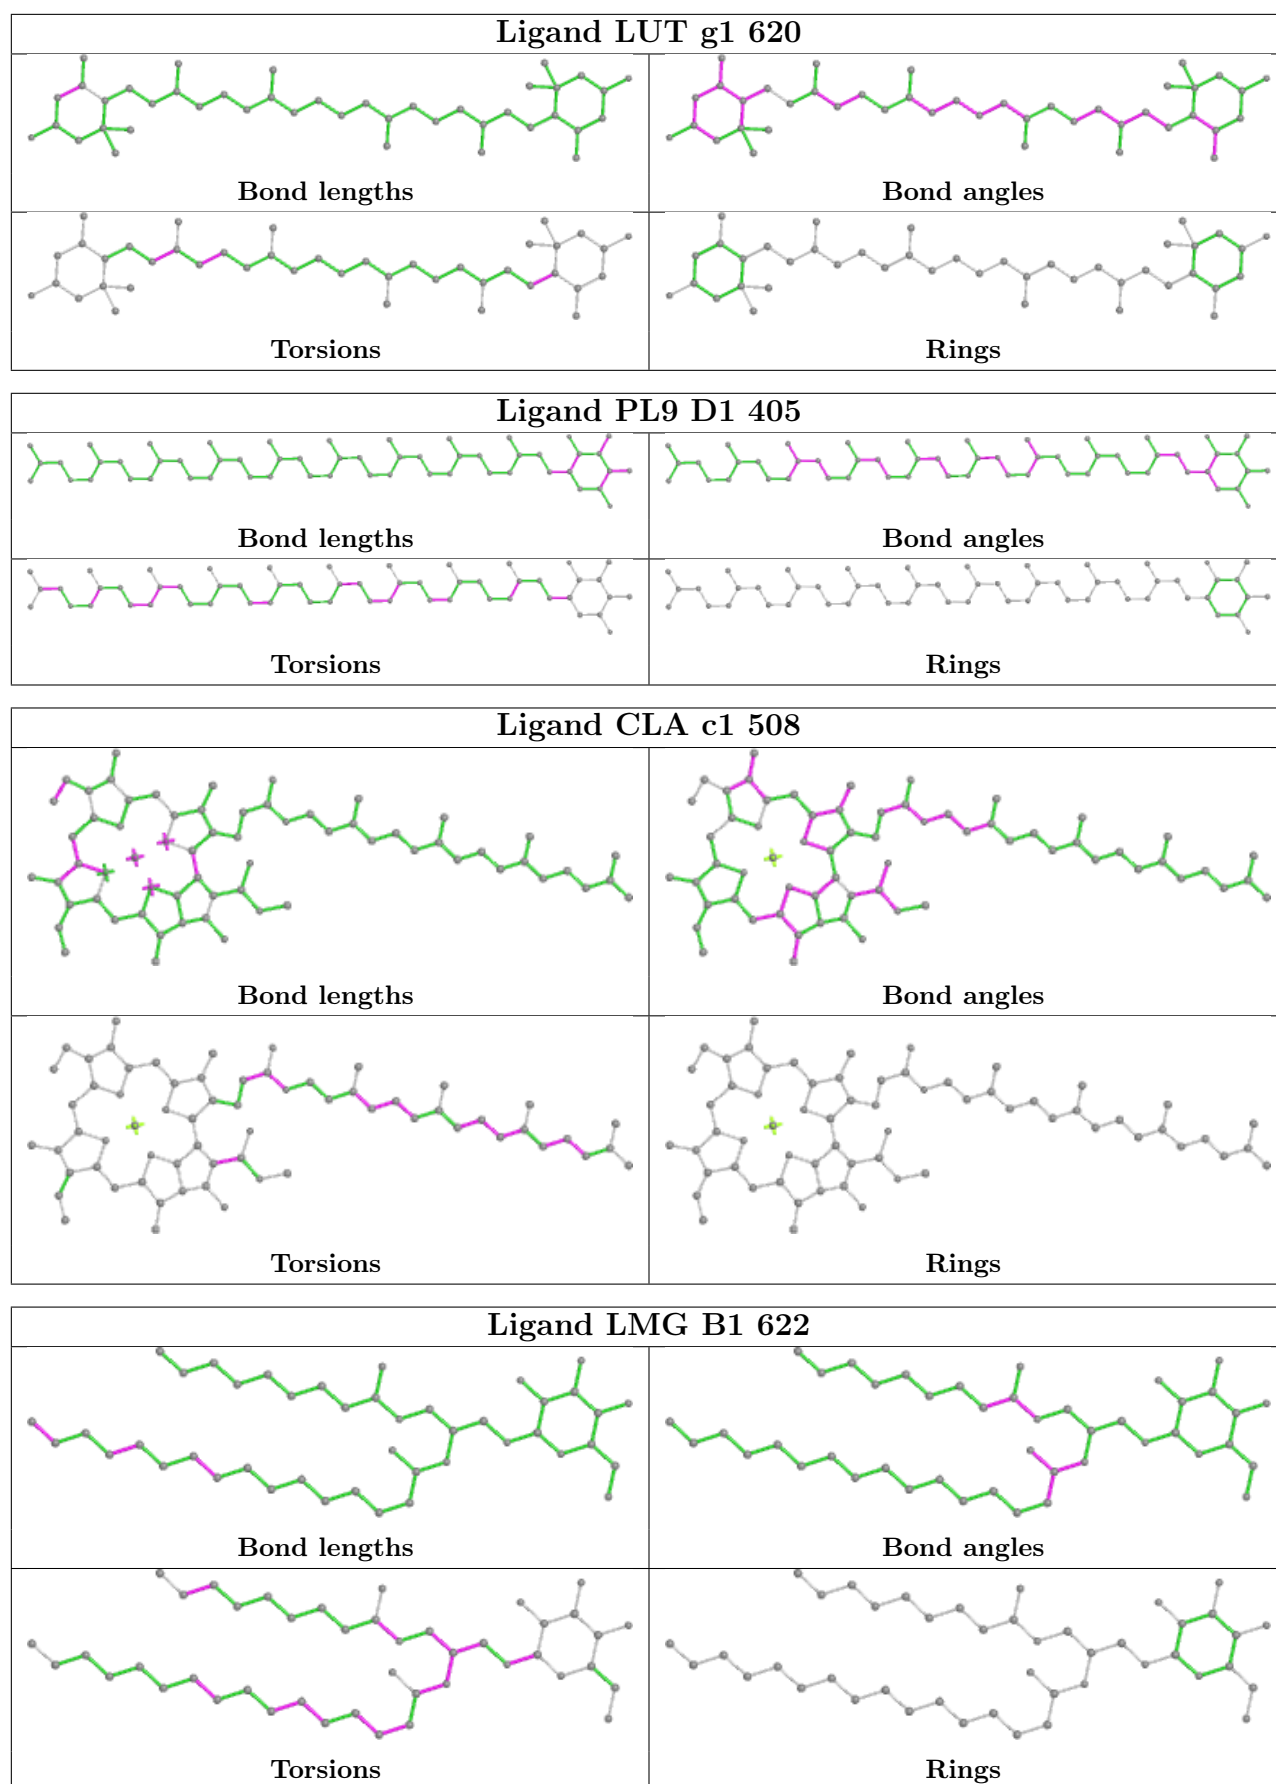 Ligand LUT g1 620
Bond lengths
Bond angles
Torsions
Rings
Ligand PL9 D1 405
Bond lengths
Bond angles
Torsions
Rings
Ligand CLA c1 508
Bond lengths
Bond angles
Torsions
Rings
Ligand LMG B1 622
Bond lengths
Bond angles
Torsions
Rings